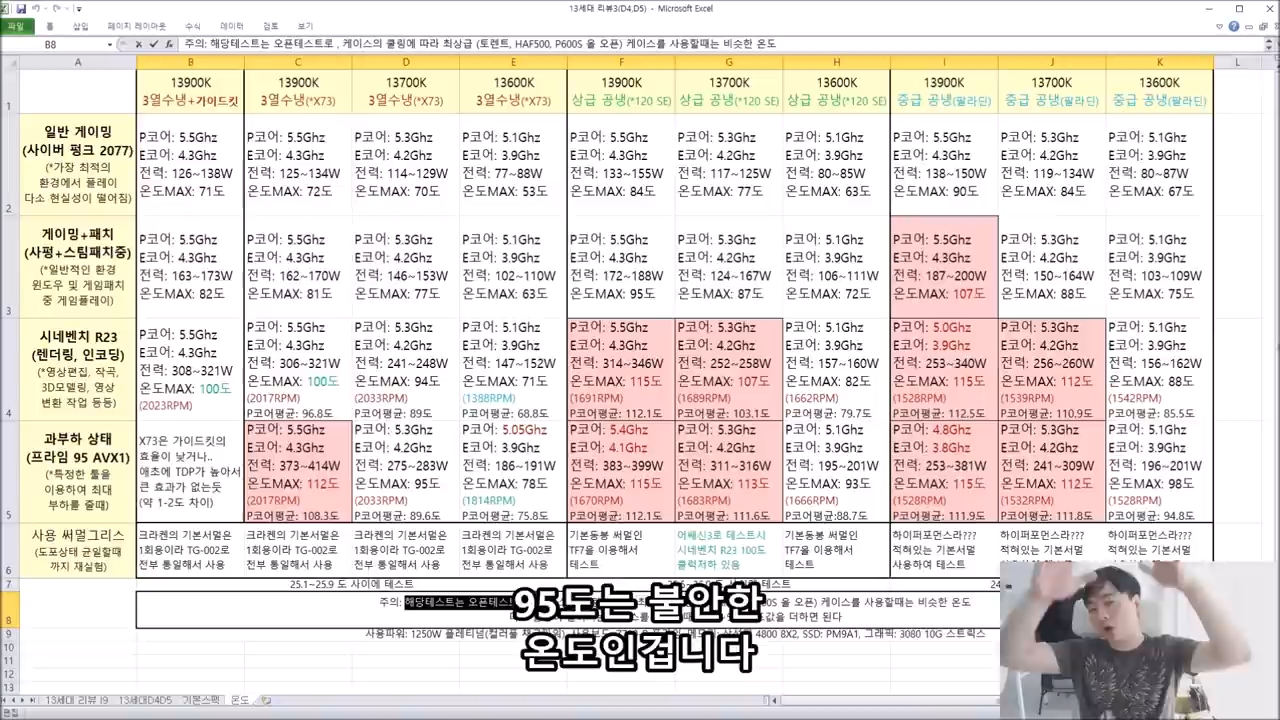 13세대 리뷰3(D4,D5) - Microsoft Excel
파일 홈 삽입 페이지 레이아웃 수식 데이터 검토 보기
B8 fx 주의: 해당테스트는 오픈테스트로 , 케이스의 쿨링에 따라 최상급 (토렌트, HAF500, P600S 올 오픈) 케이스를 사용할때는 비슷한 온도
A B C D E F G H I J K L
1
13900K
3열수냉+가이드킷
13900K
3열수냉(*X73)
13700K
3열수냉(*X73)
13600K
3열수냉(*X73)
13900K
상급 공냉(*120 SE)
13700K
상급 공냉(*120 SE)
13600K
상급 공냉(*120 SE)
13900K
중급 공냉(팔라딘)
13700K
중급 공냉(팔라딘)
13600K
중급 공냉(팔라딘)
2
일반 게이밍
(사이버 펑크 2077)
(*가장 최적의
환경에서 플레이
다소 현실성이 떨어짐)
P코어: 5.5Ghz
E코어: 4.3Ghz
전력: 126~138W
온도MAX: 71도
P코어: 5.5Ghz
E코어: 4.3Ghz
전력: 125~134W
온도MAX: 72도
P코어: 5.3Ghz
E코어: 4.2Ghz
전력: 114~129W
온도MAX: 70도
P코어: 5.1Ghz
E코어: 3.9Ghz
전력: 77~88W
온도MAX: 53도
P코어: 5.5Ghz
E코어: 4.3Ghz
전력: 133~155W
온도MAX: 84도
P코어: 5.3Ghz
E코어: 4.2Ghz
전력: 117~125W
온도MAX: 77도
P코어: 5.1Ghz
E코어: 3.9Ghz
전력: 80~85W
온도MAX: 63도
P코어: 5.5Ghz
E코어: 4.3Ghz
전력: 138~150W
온도MAX: 90도
P코어: 5.3Ghz
E코어: 4.2Ghz
전력: 119~134W
온도MAX: 84도
P코어: 5.1Ghz
E코어: 3.9Ghz
전력: 80~87W
온도MAX: 67도
3
게이밍+패치
(사펑+스팀패치중)
(*일반적인 환경
윈도우 및 게임패치
중 게임플레이)
P코어: 5.5Ghz
E코어: 4.3Ghz
전력: 163~173W
온도MAX: 82도
P코어: 5.5Ghz
E코어: 4.3Ghz
전력: 162~170W
온도MAX: 81도
P코어: 5.3Ghz
E코어: 4.2Ghz
전력: 146~153W
온도MAX: 77도
P코어: 5.1Ghz
E코어: 3.9Ghz
전력: 102~110W
온도MAX: 63도
P코어: 5.5Ghz
E코어: 4.3Ghz
전력: 172~188W
온도MAX: 95도
P코어: 5.3Ghz
E코어: 4.2Ghz
전력: 124~167W
온도MAX: 87도
P코어: 5.1Ghz
E코어: 3.9Ghz
전력: 106~111W
온도MAX: 72도
P코어: 5.5Ghz
E코어: 4.3Ghz
전력: 187~200W
온도MAX: 107도
P코어: 5.3Ghz
E코어: 4.2Ghz
전력: 150~164W
온도MAX: 88도
P코어: 5.1Ghz
E코어: 3.9Ghz
전력: 103~109W
온도MAX: 75도
4
시네벤치 R23
(렌더링, 인코딩)
(*영상편집, 작곡,
3D모델링, 영상
변환 작업 등등)
P코어: 5.5Ghz
E코어: 4.3Ghz
전력: 308~321W
온도MAX: 100도
(2023RPM)
P코어: 5.5Ghz
E코어: 4.3Ghz
전력: 306~321W
온도MAX: 100도
(2017RPM)
P코어평균: 96.8도
P코어: 5.3Ghz
E코어: 4.2Ghz
전력: 241~248W
온도MAX: 94도
(2033RPM)
P코어평균: 89도
P코어: 5.1Ghz
E코어: 3.9Ghz
전력: 147~152W
온도MAX: 71도
(1388RPM)
P코어평균: 68.8도
P코어: 5.5Ghz
E코어: 4.3Ghz
전력: 314~346W
온도MAX: 115도
(1691RPM)
P코어평균: 112.1도
P코어: 5.3Ghz
E코어: 4.2Ghz
전력: 252~258W
온도MAX: 107도
(1689RPM)
P코어평균: 103.1도
P코어: 5.1Ghz
E코어: 3.9Ghz
전력: 157~160W
온도MAX: 82도
(1662RPM)
P코어평균: 79.7도
P코어: 5.0Ghz
E코어: 3.9Ghz
전력: 253~340W
온도MAX: 115도
(1528RPM)
P코어평균: 112.5도
P코어: 5.3Ghz
E코어: 4.2Ghz
전력: 256~260W
온도MAX: 112도
(1539RPM)
P코어평균: 110.9도
P코어: 5.1Ghz
E코어: 3.9Ghz
전력: 156~162W
온도MAX: 88도
(1542RPM)
P코어평균: 85.5도
5
과부하 상태
(프라임 95 AVX1)
(*특정한 툴을
이용하여 최대
부하를 줄때)
X73은 가이드킷의
효율이 낮거나..
애초에 TDP가 높아서
큰 효과가 없는듯
(약 1-2도 차이)
P코어: 5.5Ghz
E코어: 4.3Ghz
전력: 373~414W
온도MAX: 112도
(2017RPM)
P코어평균: 108.3도
P코어: 5.3Ghz
E코어: 4.2Ghz
전력: 275~283W
온도MAX: 95도
(2033RPM)
P코어평균: 89.6도
P코어: 5.05Ghz
E코어: 3.9Ghz
전력: 186~191W
온도MAX: 78도
(1814RPM)
P코어평균: 75.8도
P코어: 5.4Ghz
E코어: 4.1Ghz
전력: 383~399W
온도MAX: 115도
(1670RPM)
P코어평균: 112.1도
P코어: 5.3Ghz
E코어: 4.2Ghz
전력: 311~316W
온도MAX: 113도
(1683RPM)
P코어평균: 111.6도
P코어: 5.1Ghz
E코어: 3.9Ghz
전력: 195~201W
온도MAX: 93도
(1666RPM)
P코어평균:88.7도
P코어: 4.8Ghz
E코어: 3.8Ghz
전력: 253~381W
온도MAX: 115도
(1528RPM)
P코어평균: 111.9도
P코어: 5.3Ghz
E코어: 4.2Ghz
전력: 241~309W
온도MAX: 112도
(1532RPM)
P코어평균: 111.8도
P코어: 5.1Ghz
E코어: 3.9Ghz
전력: 196~201W
온도MAX: 98도
(1528RPM)
P코어평균: 94.8도
6
사용 써멀그리스
(도포상태 균일할때
까지 재실험)
크라켄의 기본서멀은
1회용이라 TG-002로
전부 통일해서 사용
크라켄의 기본서멀은
1회용이라 TG-002로
전부 통일해서 사용
크라켄의 기본서멀은
1회용이라 TG-002로
전부 통일해서 사용
크라켄의 기본서멀은
1회용이라 TG-002로
전부 통일해서 사용
기본동봉 써멀인
TF7을 이용해서
테스트
어쌔신3로 테스트시
시네벤치 R23 100도
클럭저하 있음
기본동봉 써멀인
TF7을 이용해서
테스트
하이퍼포먼스라???
적혀있는 기본서멀
사용하여 테스트
하이퍼포먼스라???
적혀있는 기본서멀
하이퍼포먼스라???
적혀있는 기본서멀
7
25.1~25.9 도 사이에 테스트
도 사이에 테스트
24
8
주의: 해당테스트는 오픈테스트
올 오픈) 케이스를 사용할때는 비슷한 온도
값을 더하면 된다
9
사용파워: 1250W 플레티넘
4800 8X2, SSD: PM9A1, 그래픽: 3080 10G 스트릭스
10
11
12
13
95도는 불안한
온도인겁니다
13세대 리뷰 I9 13세대D4D5 기본스펙 온도